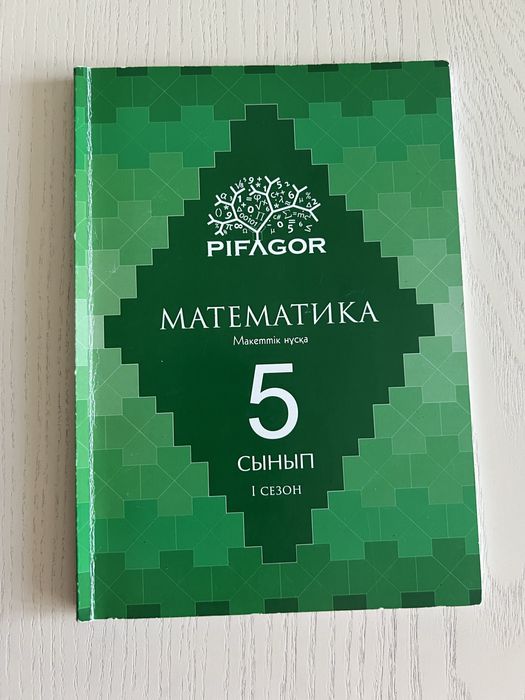 PIFAGOR
МАТЕМАТИКА
Макеттік нұсқа
5
СЫНЫП
I СЕЗОН